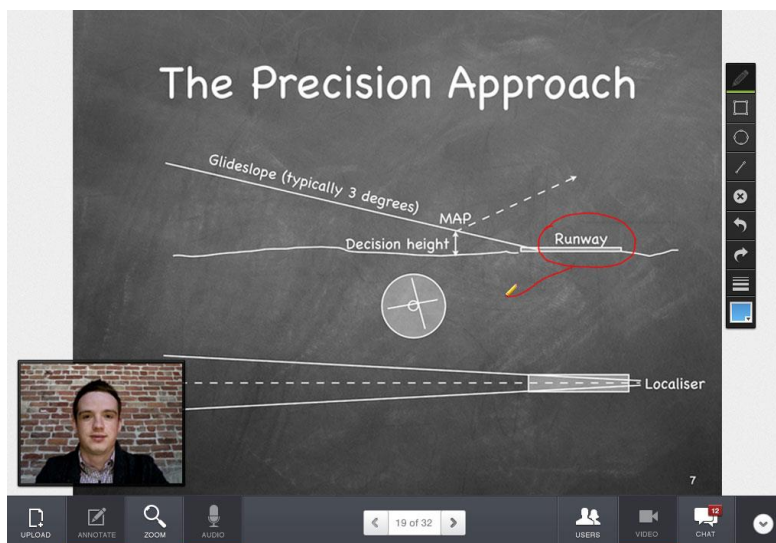 The Precision Approach
Glideslope (typically 3 degrees)
MAP
Decision height
Runway
Localiser
7
UPLOAD
ANNOTATE
ZOOM
AUDIO
19 of 32
USERS
VIDEO
12
CHAT